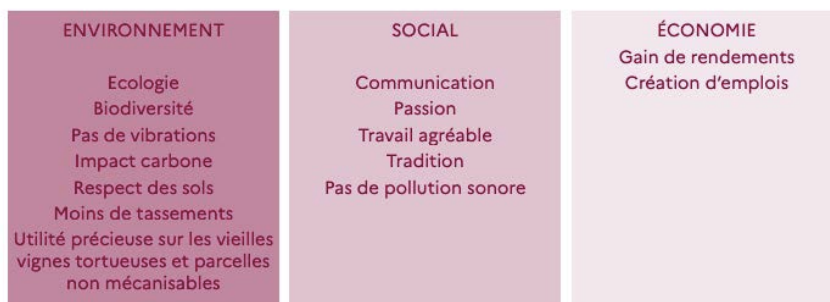 ENVIRONNEMENT
Ecologie
Biodiversité
Pas de vibrations
Impact carbone
Respect des sols
Moins de tassements
Utilité précieuse sur les vieilles
vignes tortueuses et parcelles
non mécanisables
SOCIAL
Communication
Passion
Travail agréable
Tradition
Pas de pollution sonore
ÉCONOMIE
Gain de rendements
Création d'emplois